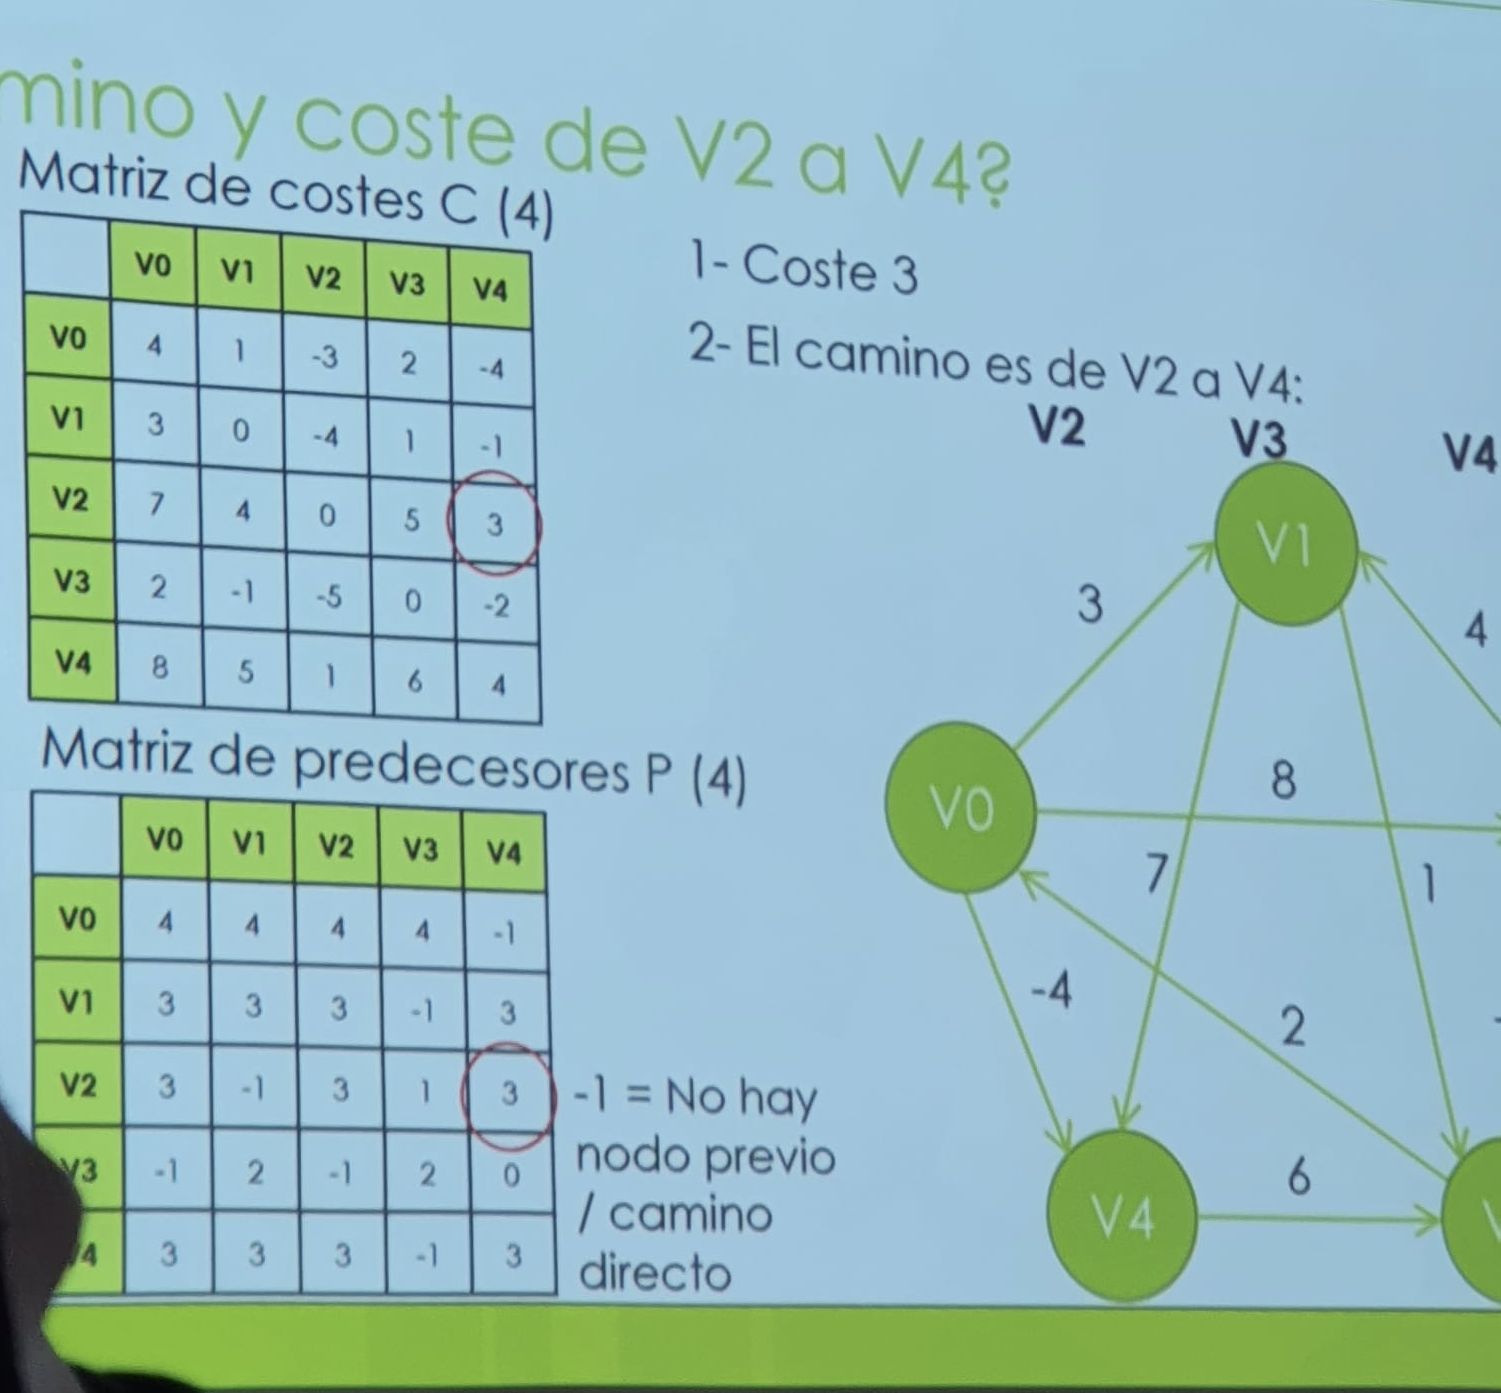 mino y coste de V2 a V4?
Matriz de costes C (4)
V0 V1 V2 V3 V4
V0 4 1 -3 2 -4
V1 3 0 -4 1 -1
V2 7 4 0 5 3
V3 2 -1 -5 0 -2
V4 8 5 1 6 4
1- Coste 3
2- El camino es de V2 a V4:
V2 V3 V4
Matriz de predecesores P (4)
V0 V1 V2 V3 V4
V0 4 4 4 4 -1
V1 3 3 3 -1 3
V2 3 -1 3 1 3
V3 -1 2 -1 2 0
4 3 3 3 -1 3
-1 = No hay
nodo previo
/ camino
directo
V1
3
4
V0
8
7
1
-4
2
V4
6